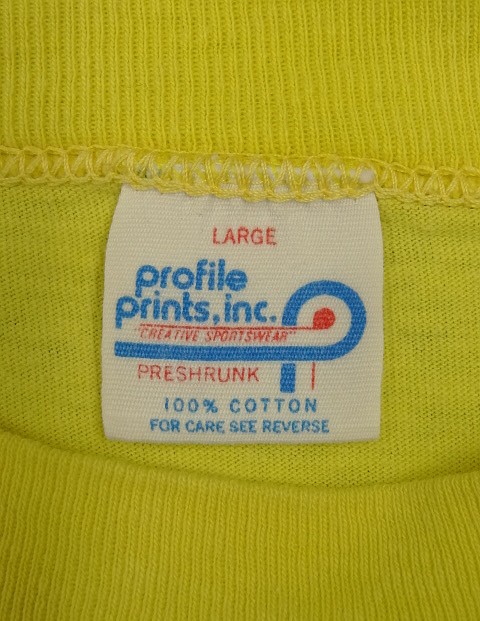 LARGE
profile
prints, inc.
"CREATIVE SPORTSWEAR"
PRESHRUNK
100% COTTON
FOR CARE SEE REVERSE